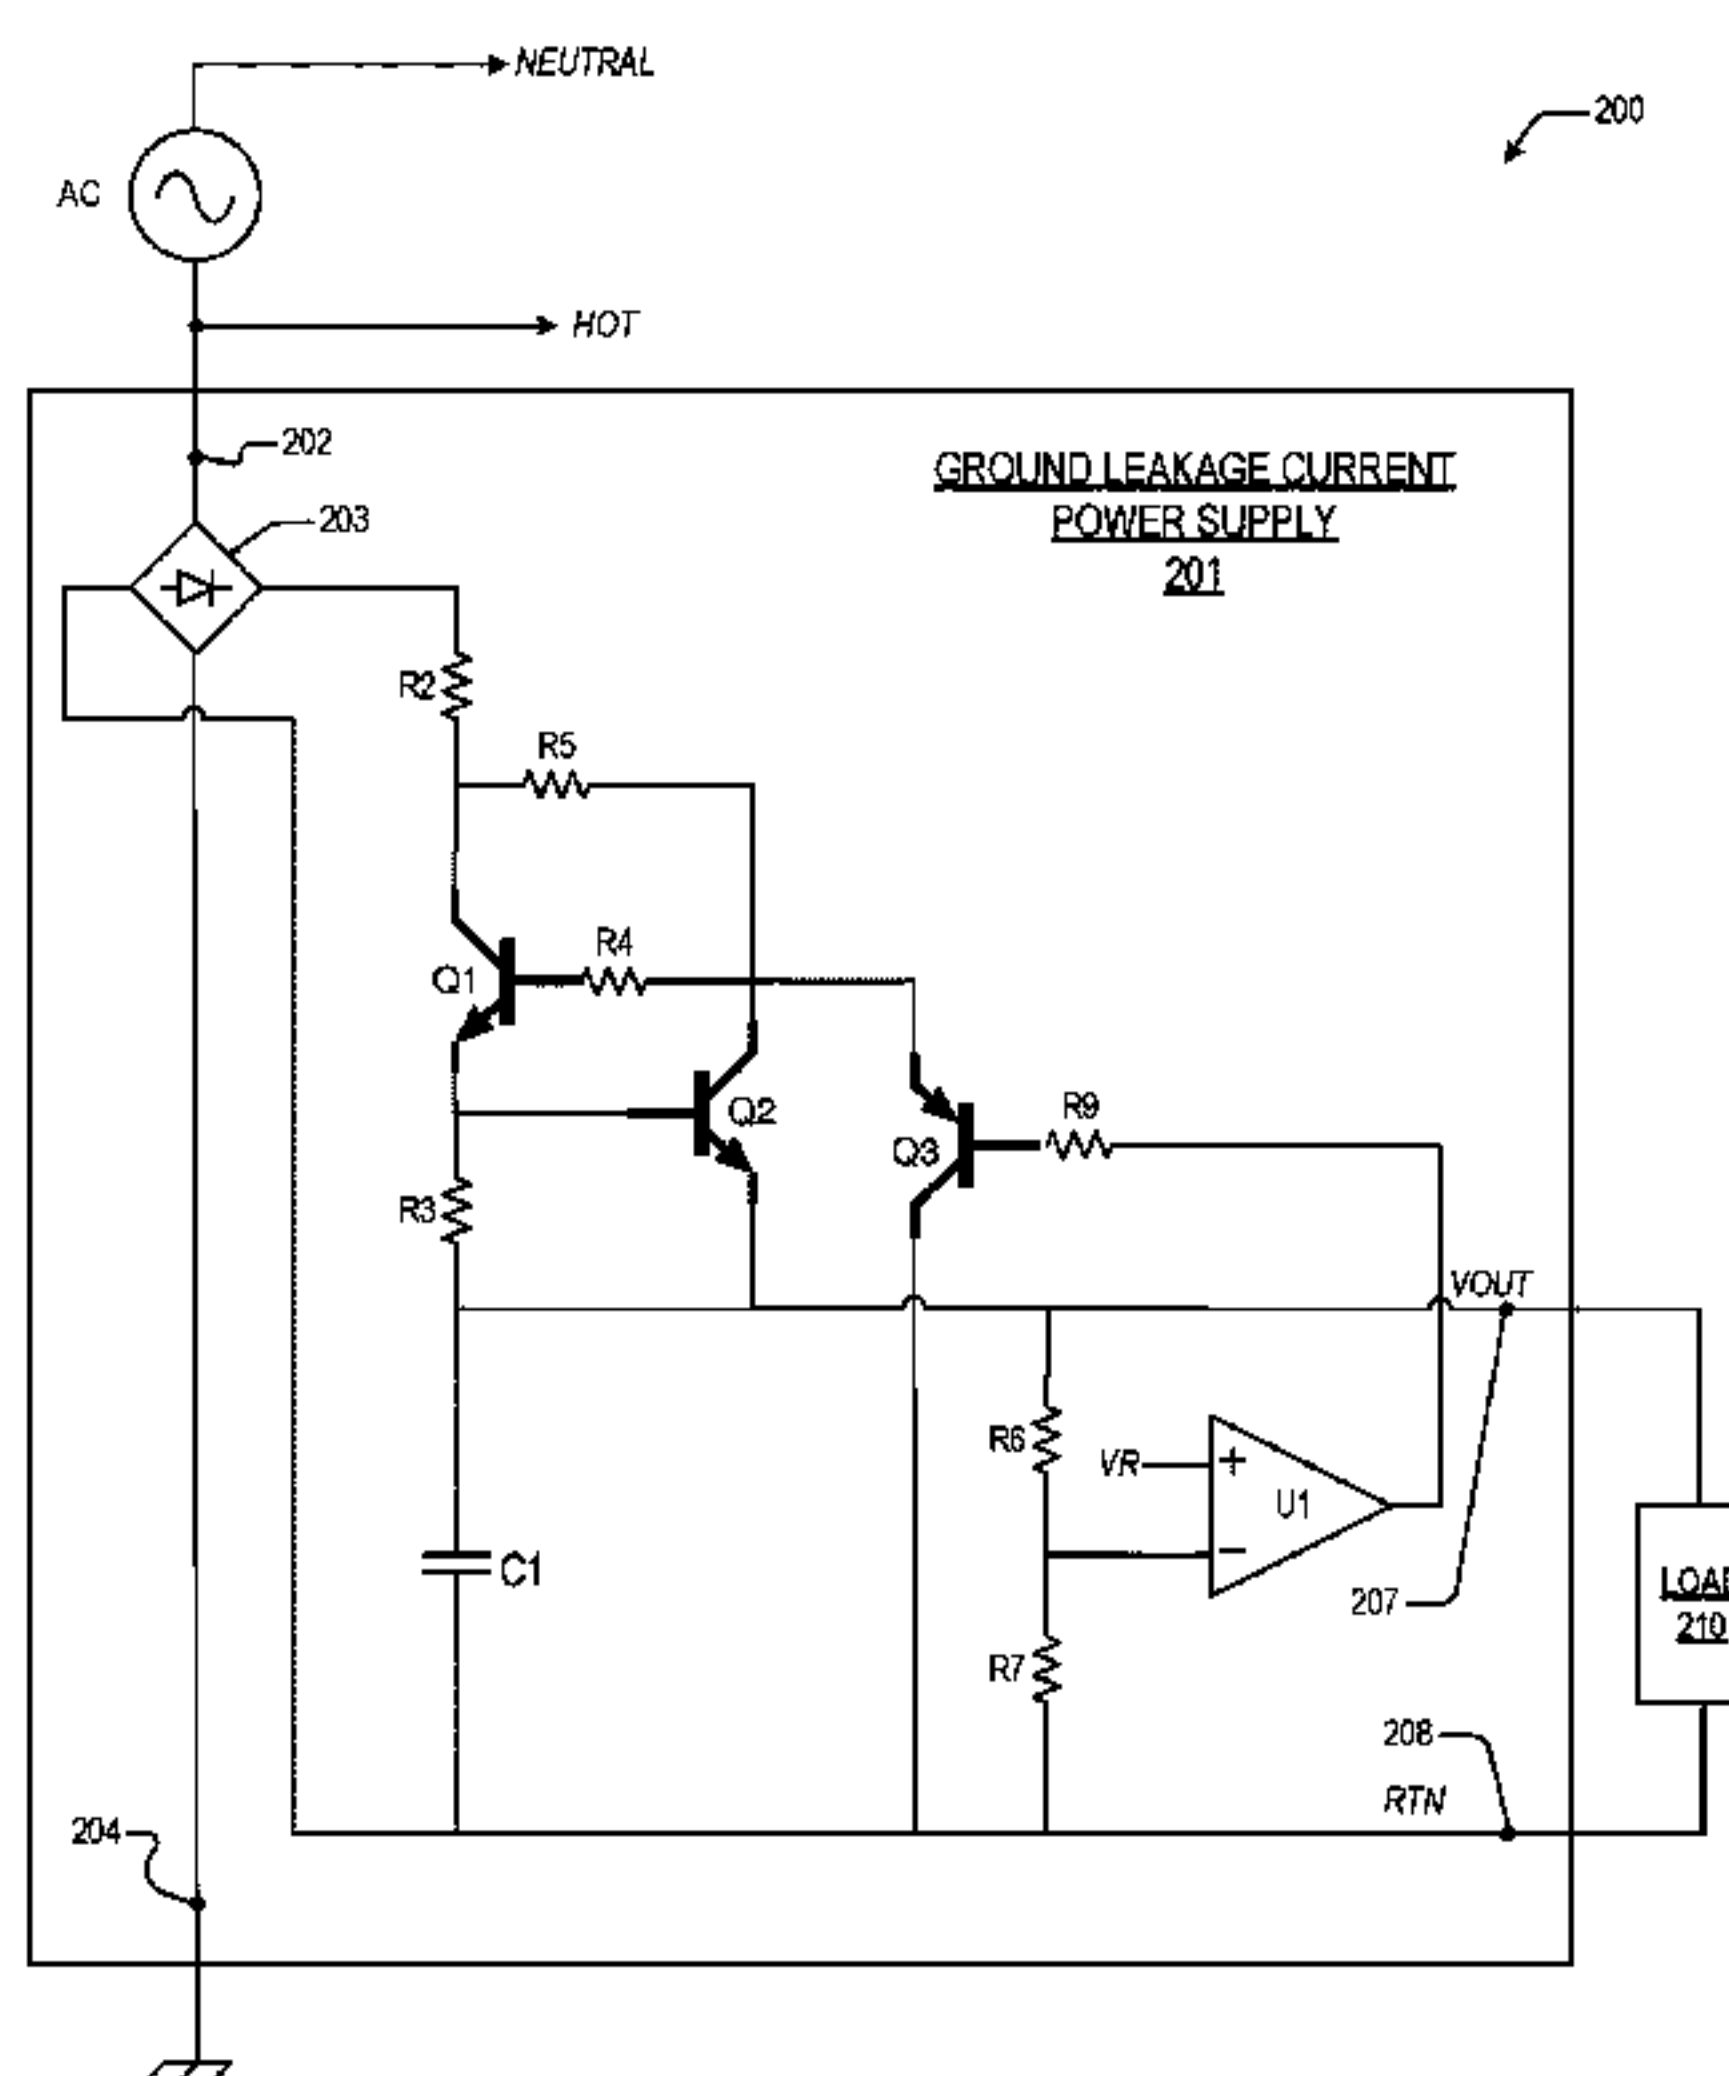 NEUTRAL
200
AC
HOT
202
GROUND LEAKAGE CURRENT
POWER SUPPLY
201
203
R2
R5
R4
Q1
Q2
R9
Q3
R3
VOUT
R6
VR
+
U1
−
C1
207
210
R7
208
RTN
204